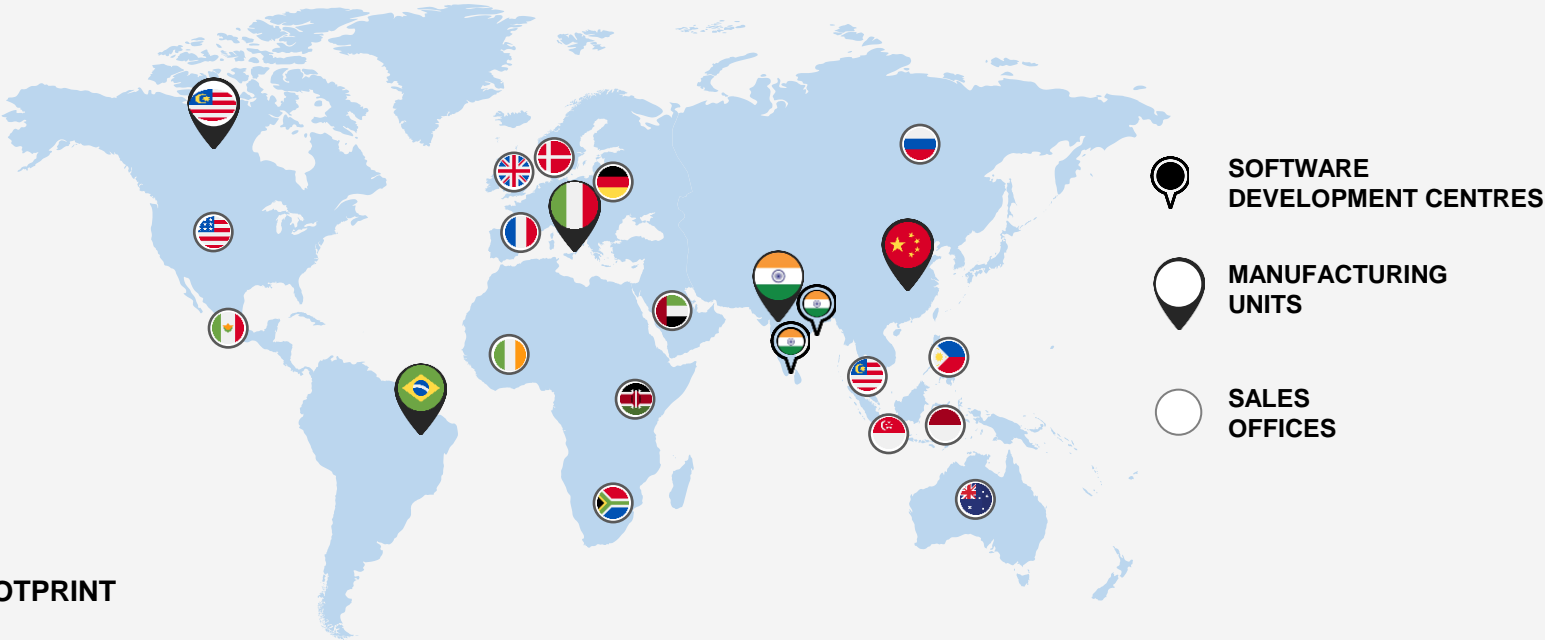 SOFTWARE
DEVELOPMENT CENTRES
MANUFACTURING
UNITS
SALES
OFFICES
OTPRINT